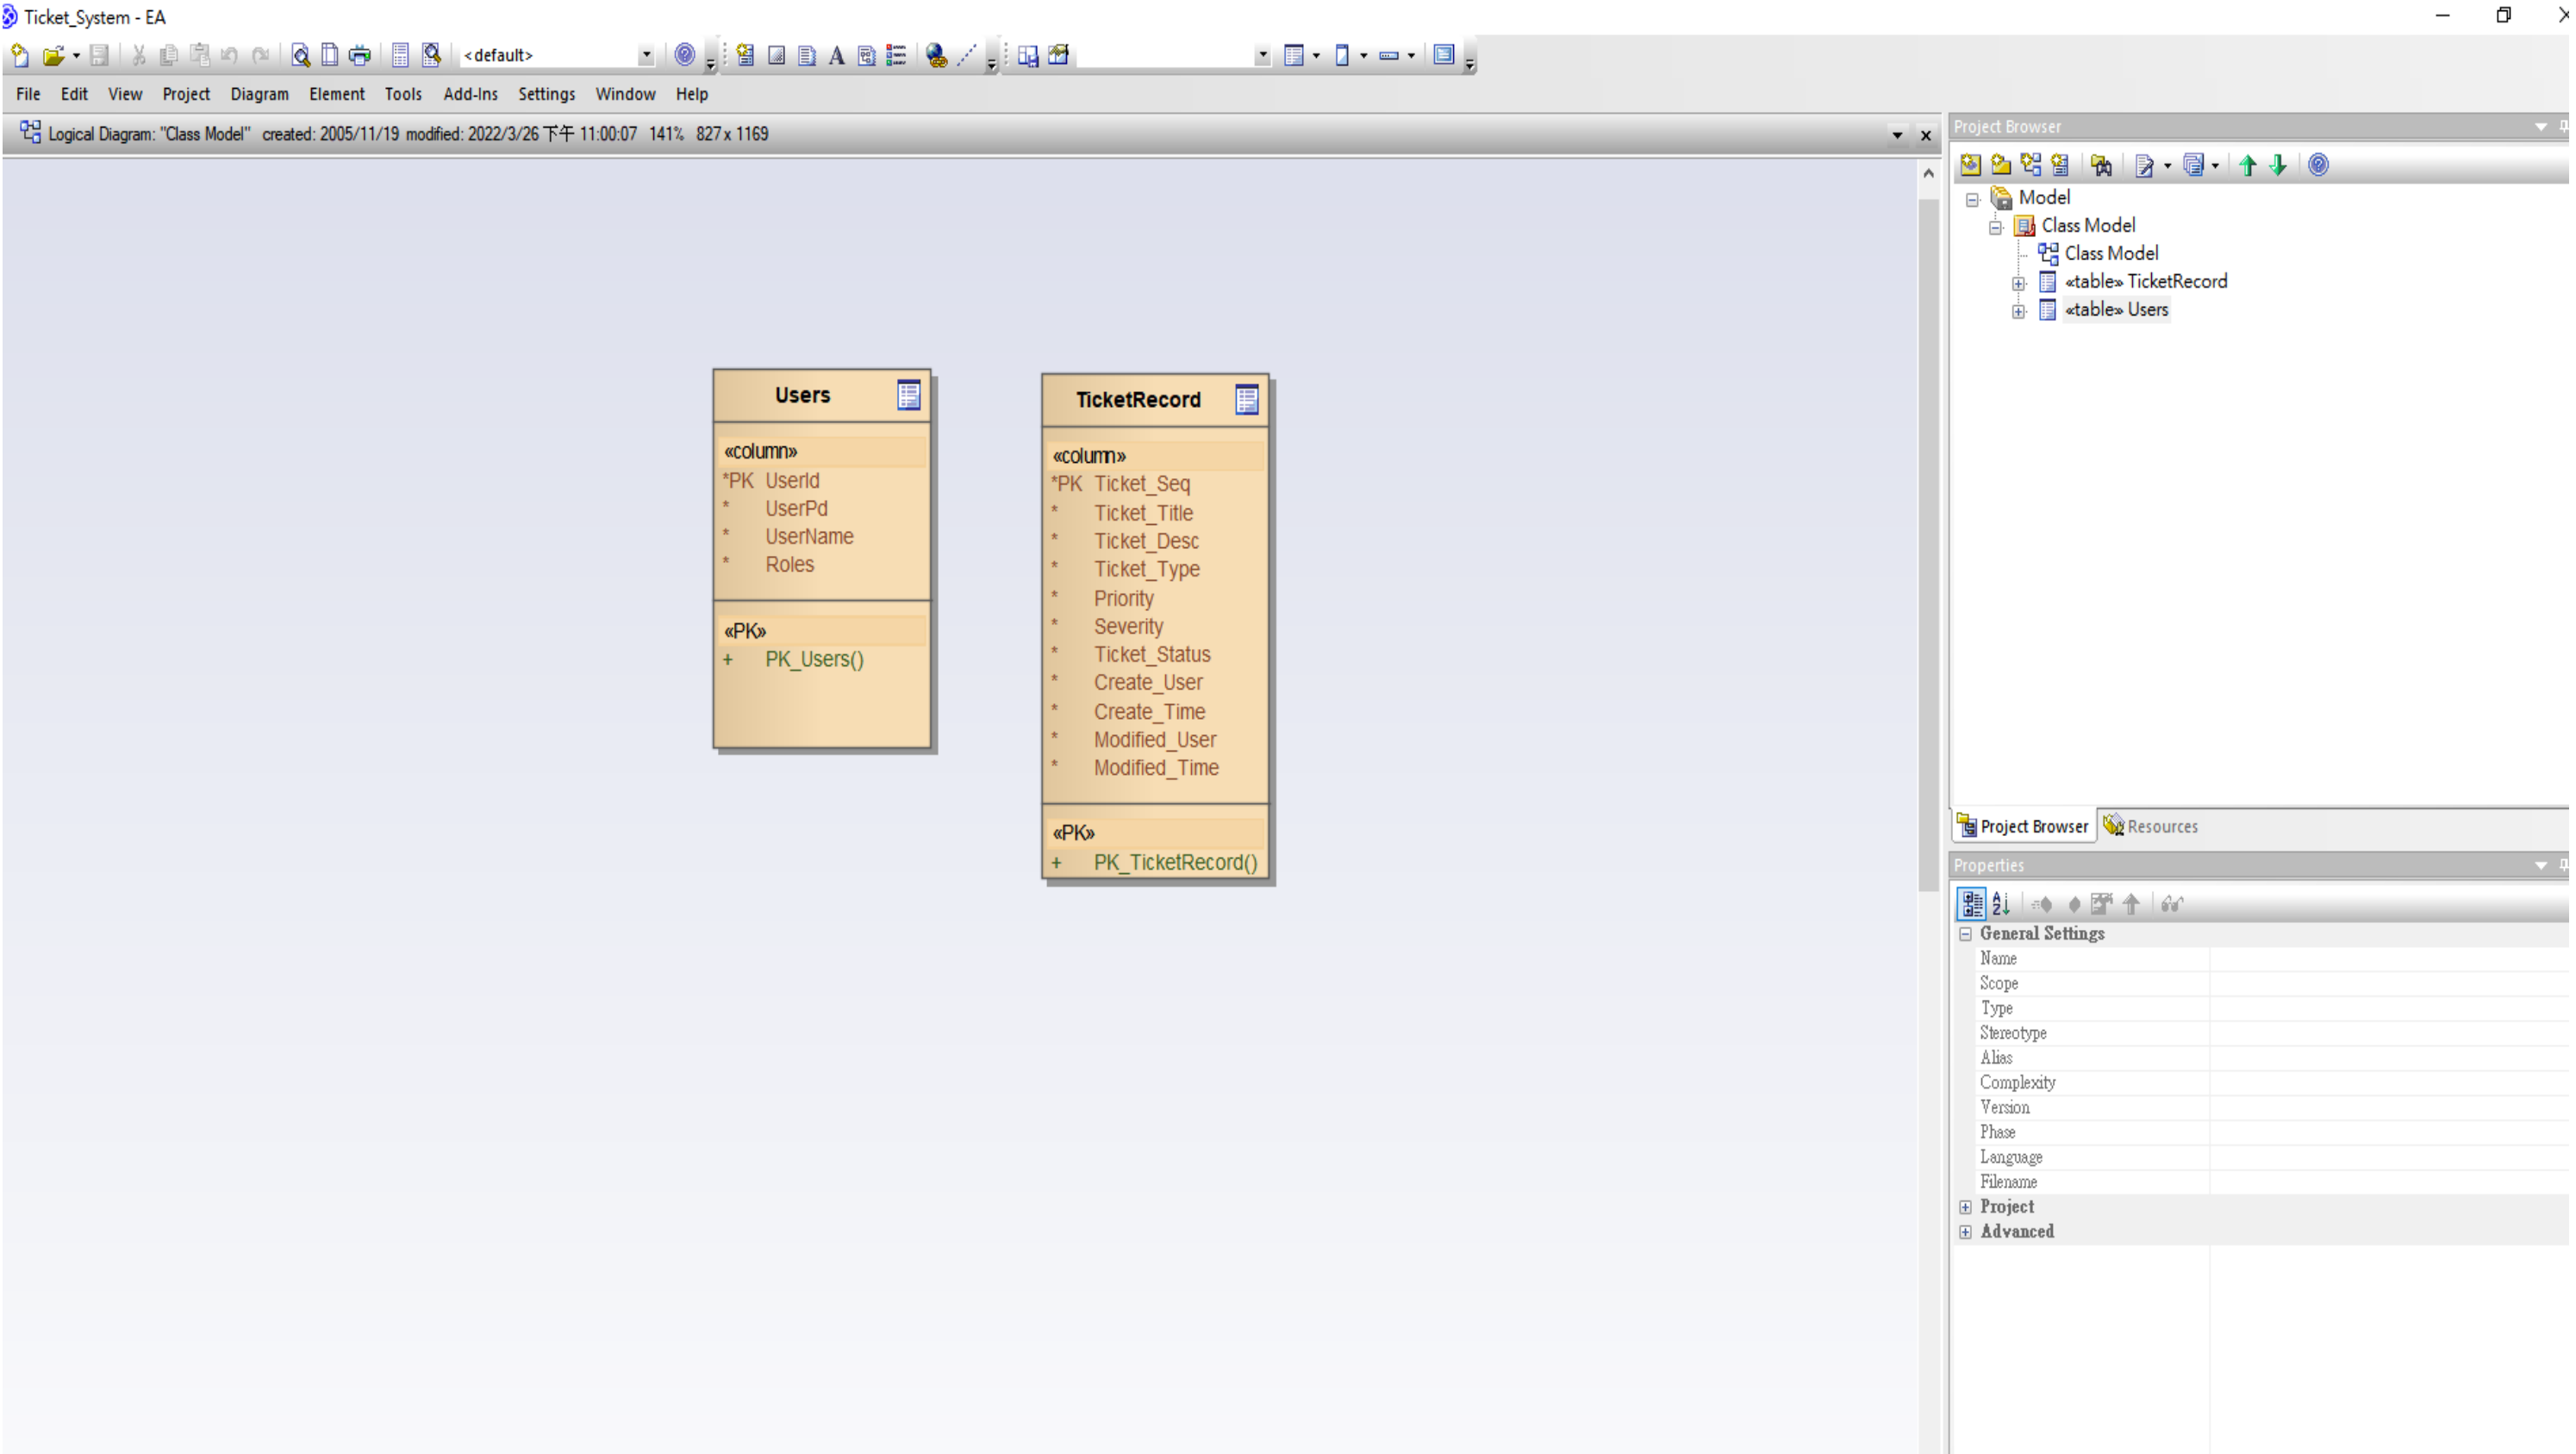 Ticket_System - EA
<default>
File Edit View Project Diagram Element Tools Add-Ins Settings Window Help
Logical Diagram: "Class Model" created: 2005/11/19 modified: 2022/3/26 下午 11:00:07 141% 827 x 1169
Users
«column»
*PK UserId
* UserPd
* UserName
* Roles
«PK»
+ PK_Users()
TicketRecord
«column»
*PK Ticket_Seq
* Ticket_Title
* Ticket_Desc
* Ticket_Type
* Priority
* Severity
* Ticket_Status
* Create_User
* Create_Time
* Modified_User
* Modified_Time
«PK»
+ PK_TicketRecord()
Project Browser
Model
Class Model
Class Model
«table» TicketRecord
«table» Users
Project Browser Resources
Properties
General Settings
Name
Scope
Type
Stereotype
Alias
Complexity
Version
Phase
Language
Filename
Project
Advanced